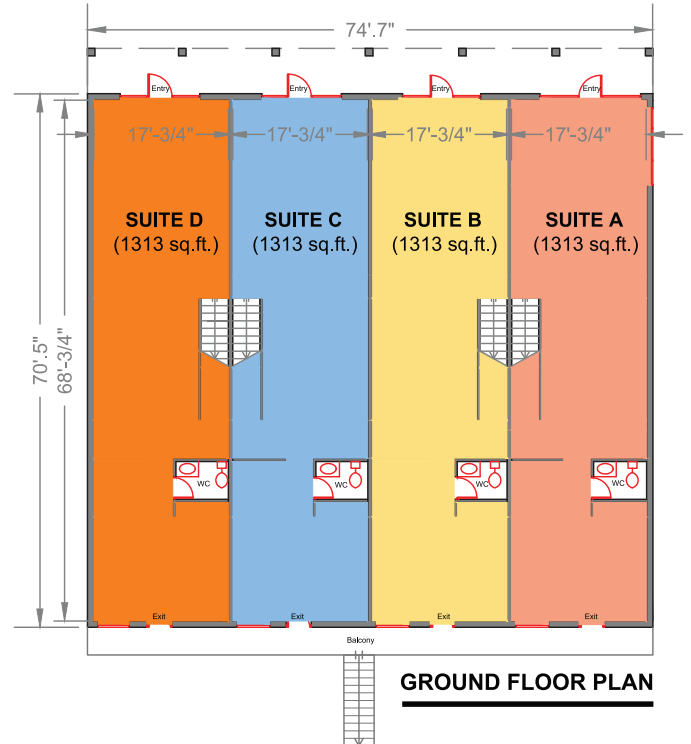 74'.7"
Entry
Entry
Entry
Entry
17'-3/4"
17'-3/4"
17'-3/4"
17'-3/4"
SUITE D
(1313 sq.ft.)
SUITE C
(1313 sq.ft.)
SUITE B
(1313 sq.ft.)
SUITE A
(1313 sq.ft.)
70'.5"
68'-3/4"
WC
WC
WC
WC
Exit
Exit
Exit
Exit
Balcony
GROUND FLOOR PLAN